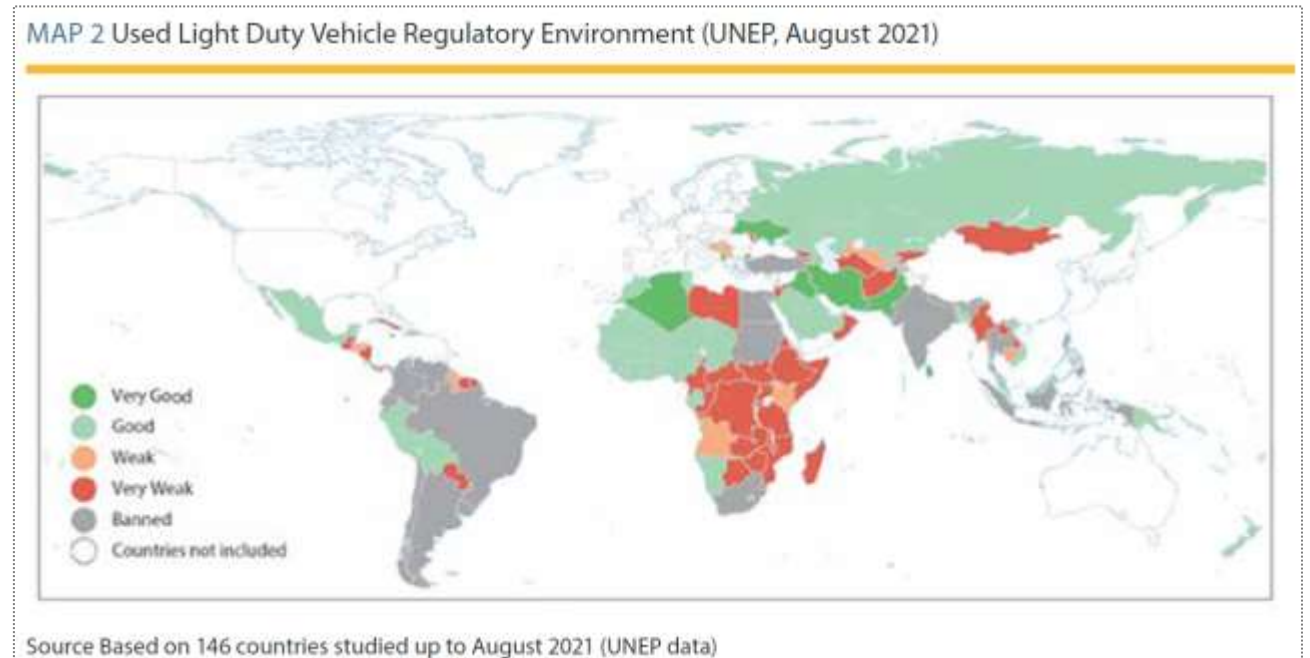 MAP 2 Used Light Duty Vehicle Regulatory Environment (UNEP, August 2021)
Very Good
Good
Weak
Very Weak
Banned
Countries not included
Source Based on 146 countries studied up to August 2021 (UNEP data)